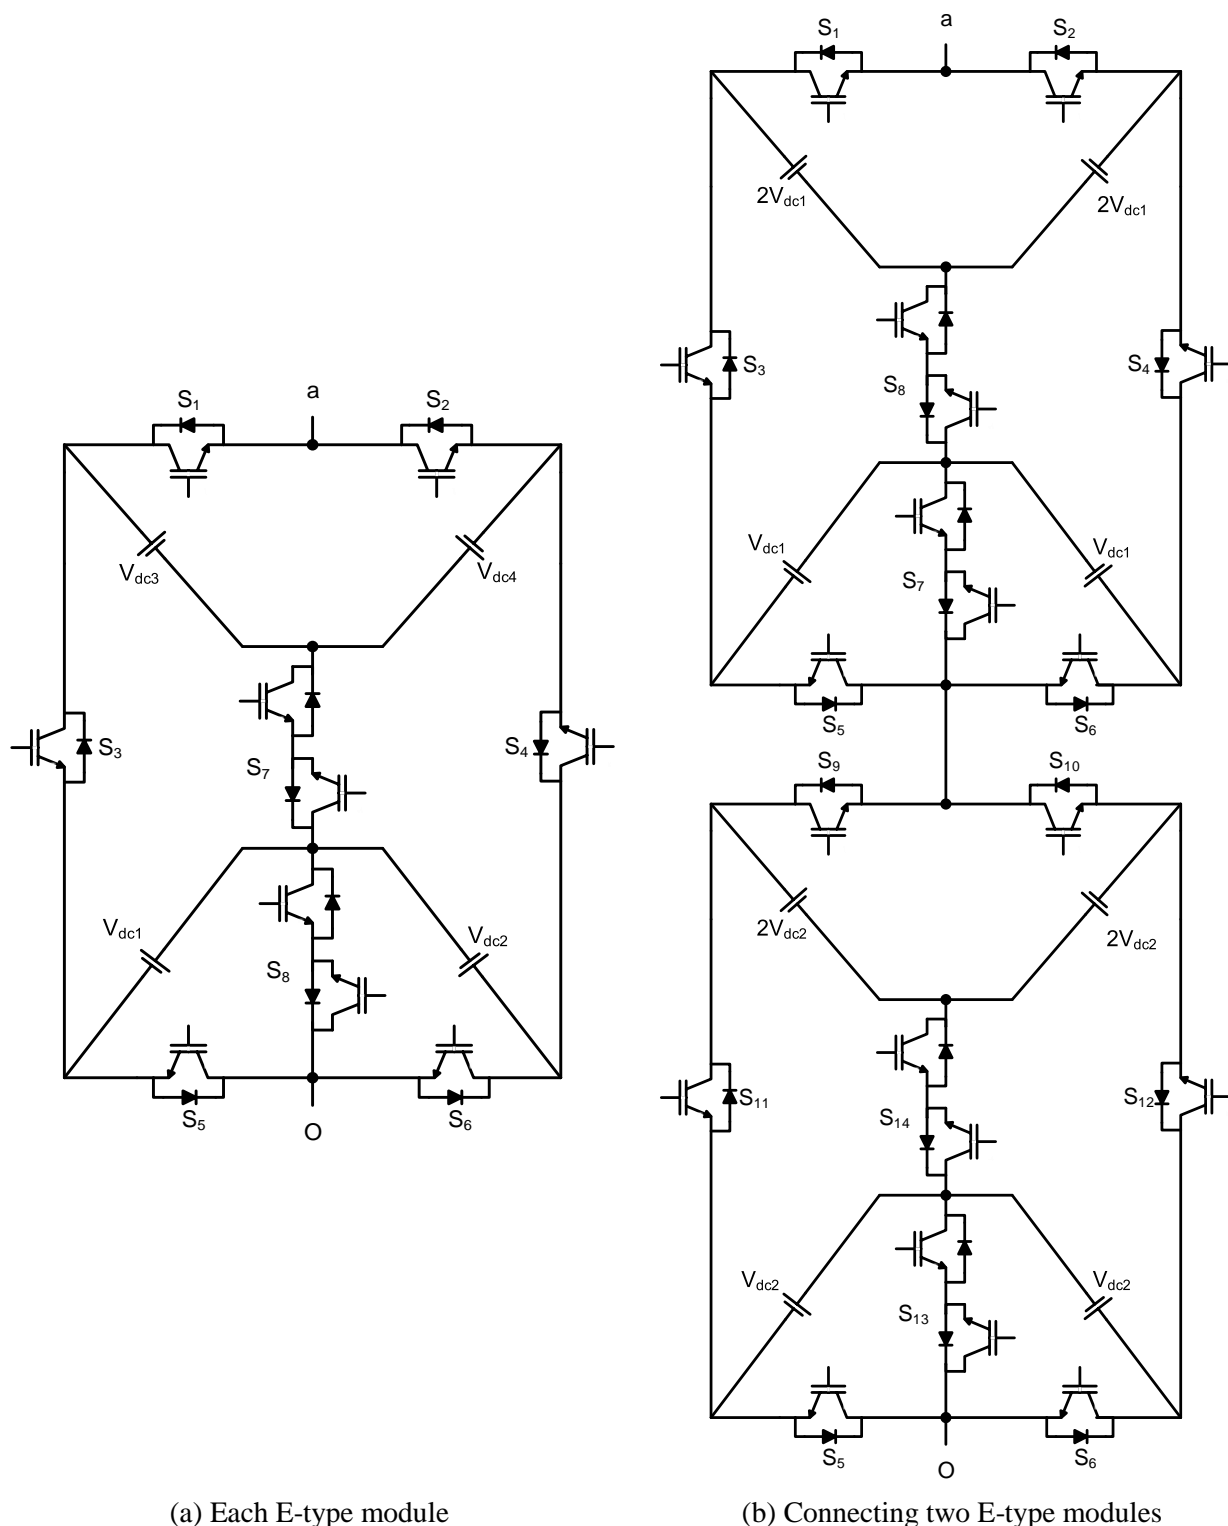 a
S1
S2
Vdc3
Vdc4
S3
S4
S7
Vdc1
Vdc2
S8
S5
S6
O
(a) Each E-type module
a
S1
S2
2Vdc1
2Vdc1
S3
S8
S4
Vdc1
Vdc1
S7
S5
S6
S9
S10
2Vdc2
2Vdc2
S11
S14
S12
Vdc2
Vdc2
S13
S5
S6
O
(b) Connecting two E-type modules